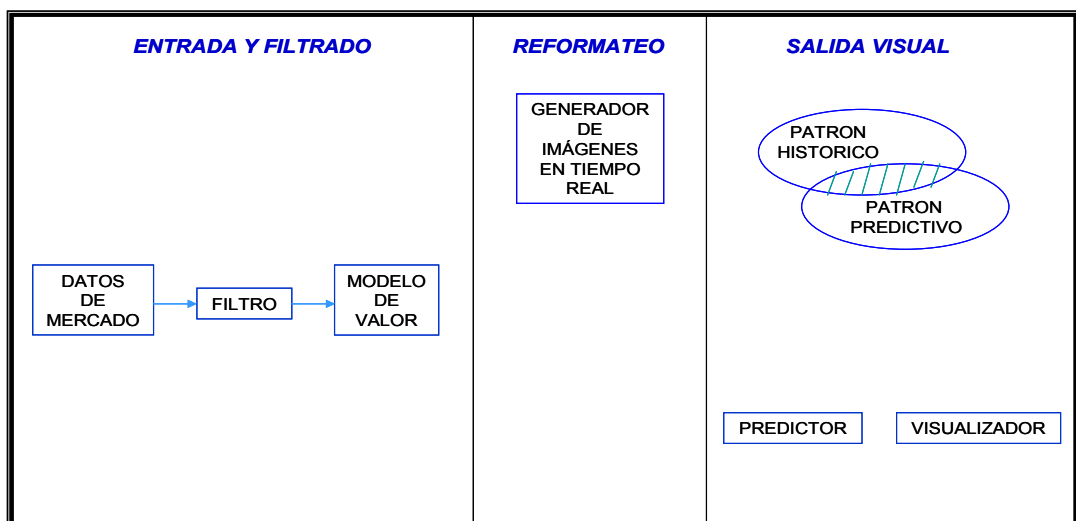 ENTRADA Y FILTRADO
DATOS
DE
MERCADO
FILTRO
MODELO
DE
VALOR
REFORMATEO
GENERADOR
DE
IMÁGENES
EN TIEMPO
REAL
SALIDA VISUAL
PATRON
HISTORICO
PATRON
PREDICTIVO
PREDICTOR
VISUALIZADOR